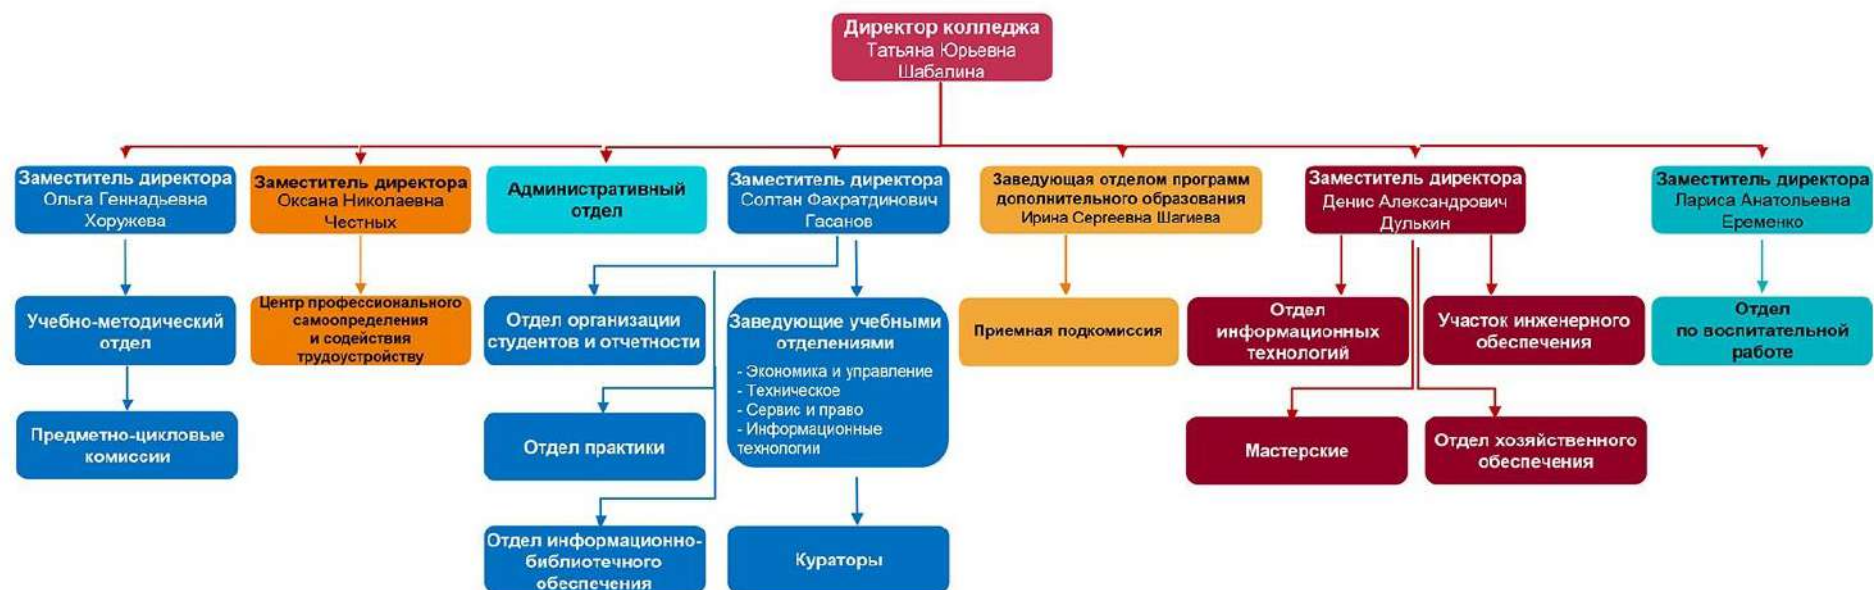 Директор колледжа
Татьяна Юрьевна
Шабалина
Заместитель директора
Ольга Геннадьевна
Хоружева
Заместитель директора
Оксана Николаевна
Честных
Административный
отдел
Заместитель директора
Солтан Фахратдинович
Гасанов
Заведующая отделом программ
дополнительного образования
Ирина Сергеевна Шагиева
Заместитель директора
Денис Александрович
Дулькин
Заместитель директора
Лариса Анатольевна
Еременко
Учебно-методический
отдел
Центр профессионального
самоопределения
и содействия
трудоустройству
Отдел организации
студентов и отчетности
Заведующие учебными
отделениями
- Экономика и управление
- Техническое
- Сервис и право
- Информационные
технологии
Приемная подкомиссия
Отдел
информационных
технологий
Участок инженерного
обеспечения
Отдел
по воспитательной
работе
Предметно-цикловые
комиссии
Отдел практики
Мастерские
Отдел хозяйственного
обеспечения
Отдел информационно-
библиотечного
обеспечения
Кураторы